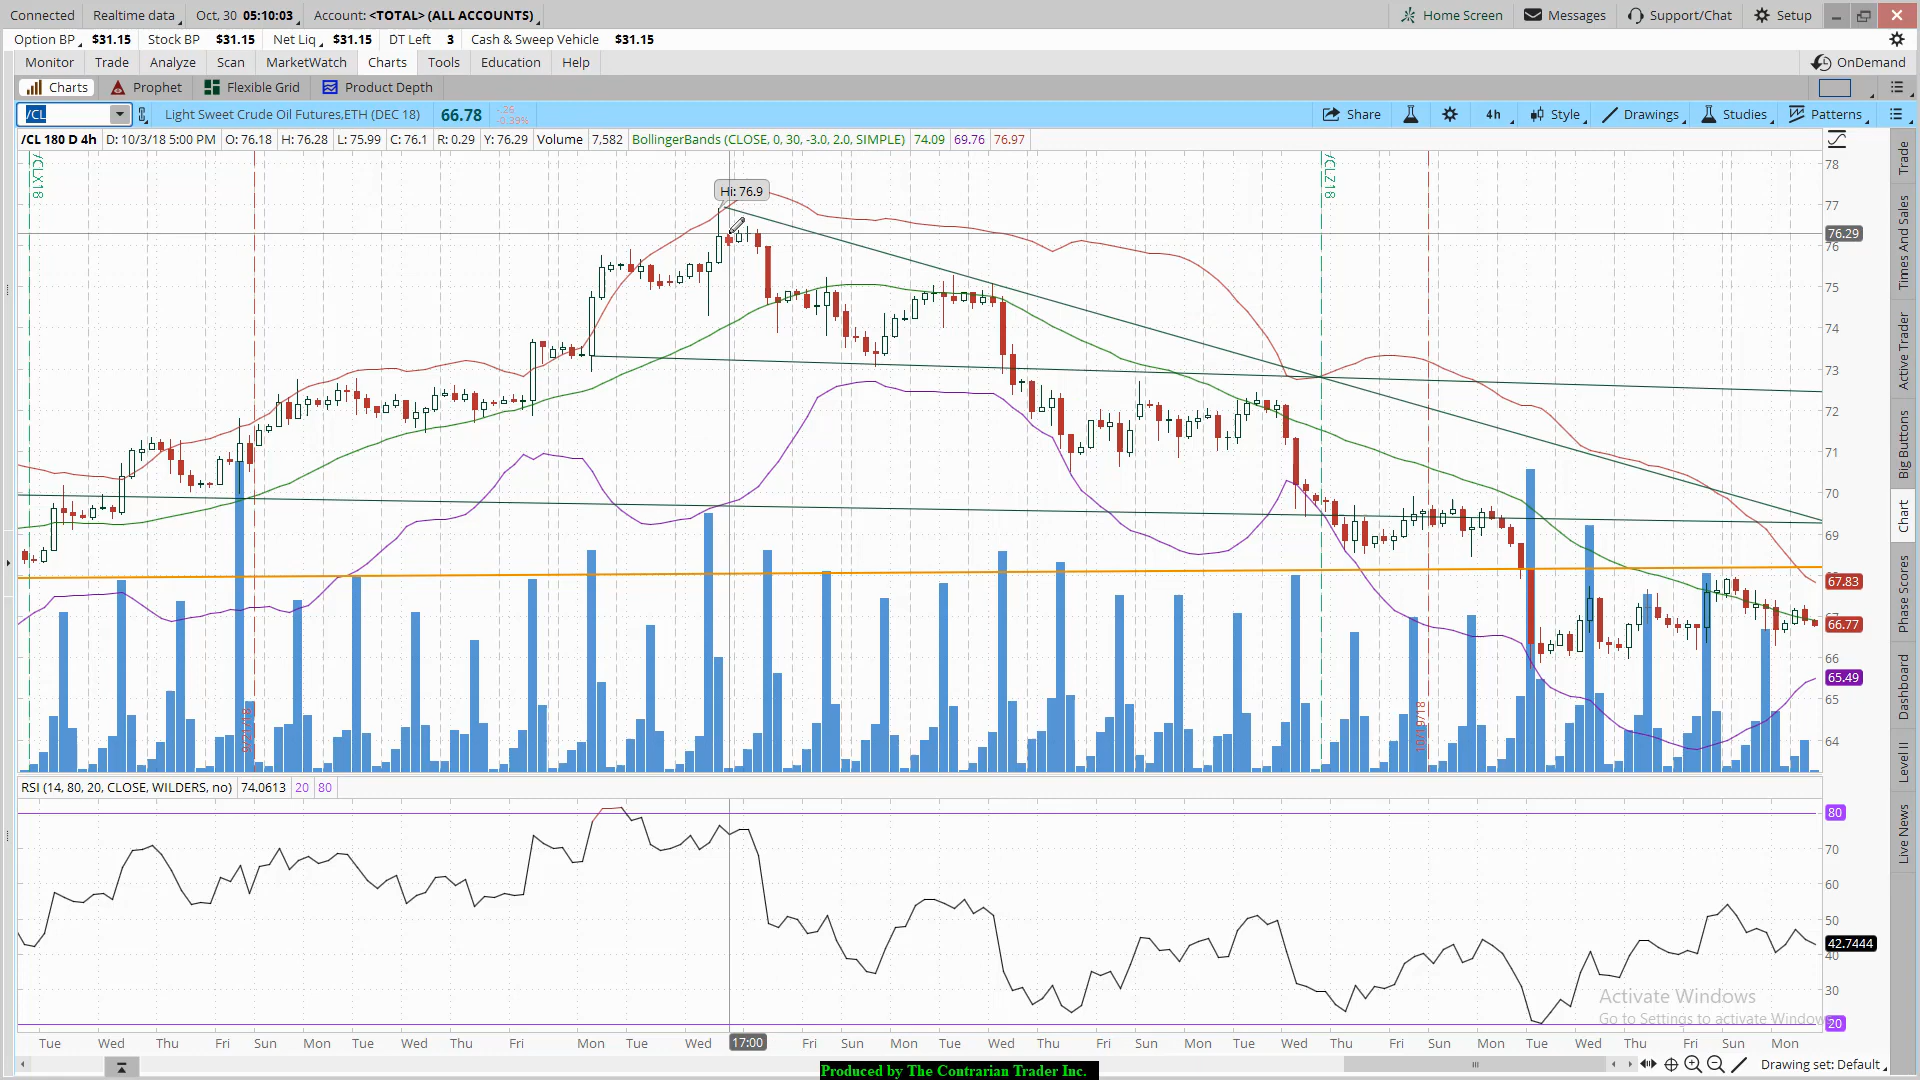 Connected Realtime data Oct, 30 05:10:03 Account: <TOTAL> (ALL ACCOUNTS) Home Screen Messages Support/Chat Setup
Option BP $31.15 Stock BP $31.15 Net Liq $31.15 DT Left 3 Cash & Sweep Vehicle $31.15
Monitor Trade Analyze Scan MarketWatch Charts Tools Education Help OnDemand
Charts Prophet Flexible Grid Product Depth
/CL Light Sweet Crude Oil Futures,ETH (DEC 18) 66.78 -.26 -0.39% Share 4h Style Drawings Studies Patterns
/CL 180 D 4h D: 10/3/18 5:00 PM O: 76.18 H: 76.28 L: 75.99 C: 76.1 R: 0.29 Y: 76.29 Volume 7,582 BollingerBands (CLOSE, 0, 30, -3.0, 2.0, SIMPLE) 74.09 69.76 76.97
/CLX18
/CLZ18
Hi: 76.9
78
77
76.29
76
75
74
73
72
71
70
69
67.83
66.77
66
65.49
65
64
9/21/18
10/19/18
RSI (14, 80, 20, CLOSE, WILDERS, no) 74.0613 20 80
80
70
60
50
42.7444
40
30
20
Activate Windows
Go to Settings to activate Windows
Tue Wed Thu Fri Sun Mon Tue Wed Thu Fri Mon Tue Wed 17:00 Fri Sun Mon Tue Wed Thu Fri Sun Mon Tue Wed Thu Fri Sun Mon Tue Wed Thu Fri Sun Mon
Drawing set: Default
Produced by The Contrarian Trader Inc.
Trade
Times And Sales
Active Trader
Big Buttons
Chart
Phase Scores
Dashboard
Level II
Live News